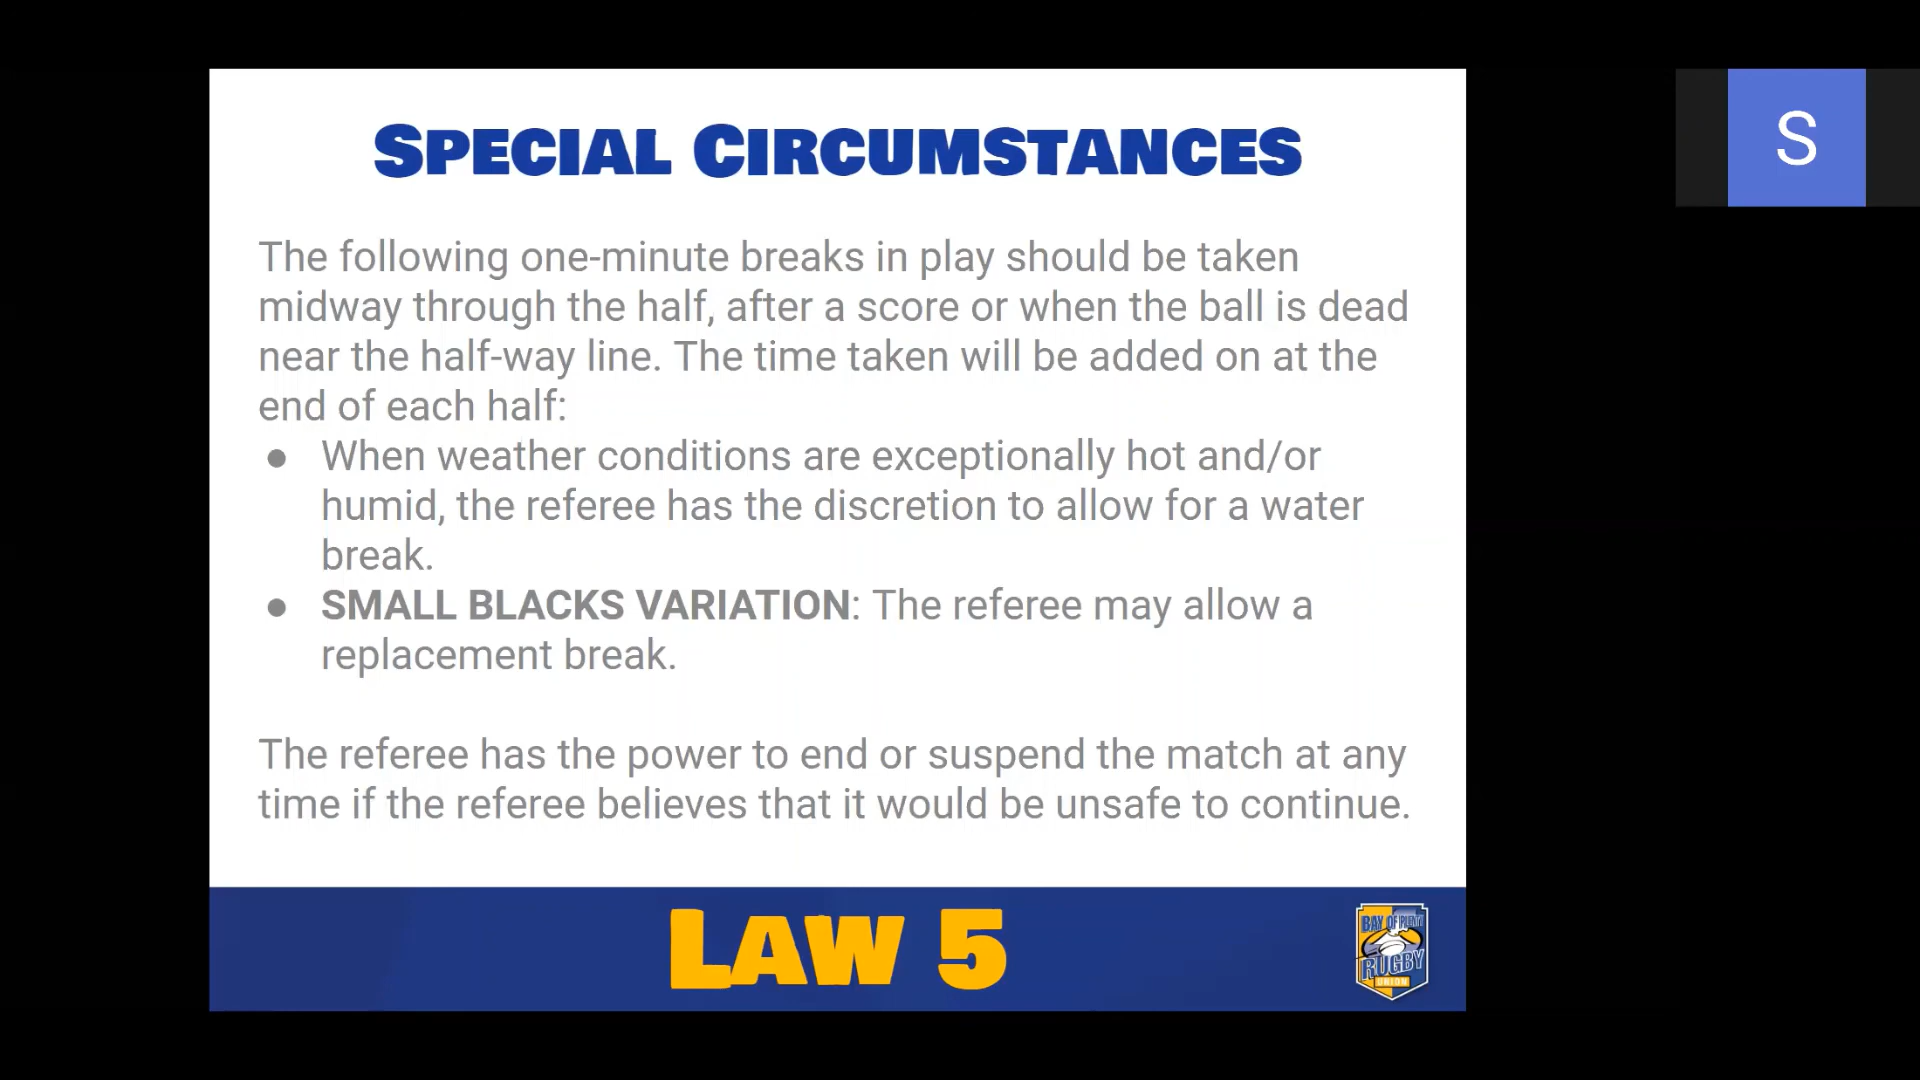 SPECIAL CIRCUMSTANCES
S
The following one-minute breaks in play should be taken
midway through the half, after a score or when the ball is dead
near the half-way line. The time taken will be added on at the
end of each half:
● When weather conditions are exceptionally hot and/or
humid, the referee has the discretion to allow for a water
break.
● SMALL BLACKS VARIATION: The referee may allow a
replacement break.
The referee has the power to end or suspend the match at any
time if the referee believes that it would be unsafe to continue.
LAW 5
BAY OF PLENTY
RUGBY
UNION